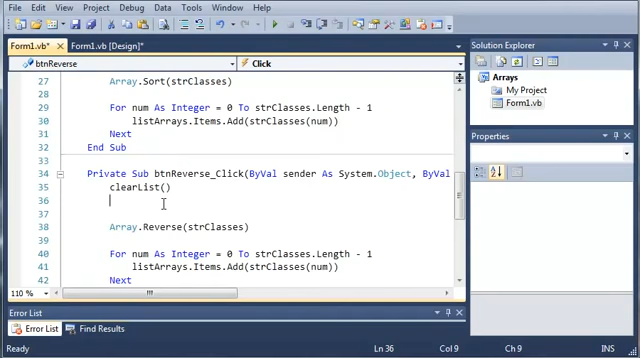 File Edit View Project Debug Data Tools Window Help
Form1.vb* Form1.vb [Design]*
btnReverse Click
27 Array.Sort(strClasses)
28
29 For num As Integer = 0 To strClasses.Length - 1
30 listArrays.Items.Add(strClasses(num))
31 Next
32 End Sub
33
34 Private Sub btnReverse_Click(ByVal sender As System.Object, ByVal
35 clearList()
36
37
38 Array.Reverse(strClasses)
39
40 For num As Integer = 0 To strClasses.Length - 1
41 listArrays.Items.Add(strClasses(num))
42 Next
110 %
Solution Explorer
Arrays
My Project
Form1.vb
Properties
Error List
Error List Find Results
Ready Ln 36 Col 9 Ch 9 INS